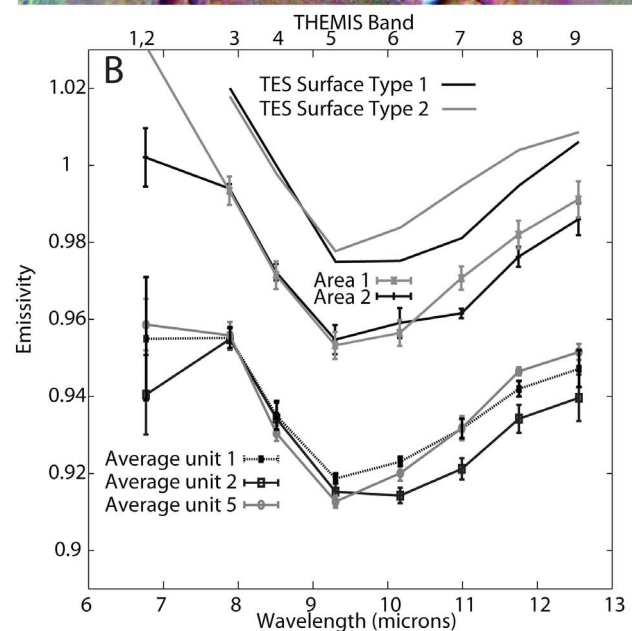 THEMIS Band
1,2 3 4 5 6 7 8 9
B
TES Surface Type 1
TES Surface Type 2
Area 1
Area 2
Average unit 1
Average unit 2
Average unit 5
Emissivity
1.02
1
0.98
0.96
0.94
0.92
0.9
6 7 8 9 10 11 12 13
Wavelength (microns)